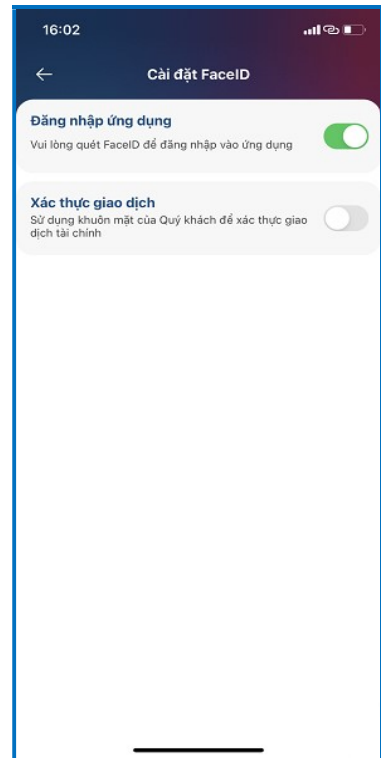 16:02
Cài đặt FaceID
Đăng nhập ứng dụng
Vui lòng quét FaceID để đăng nhập vào ứng dụng
Xác thực giao dịch
Sử dụng khuôn mặt của Quý khách để xác thực giao
dịch tài chính